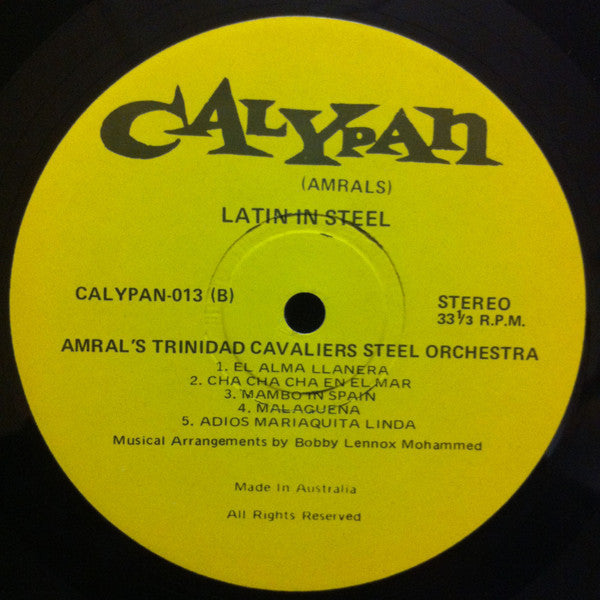 CALYPAN
(AMRALS)
LATIN IN STEEL
CALYPAN-013 (B)
STEREO
33⅓ R.P.M.
AMRAL'S TRINIDAD CAVALIERS STEEL ORCHESTRA
1. EL ALMA LLANERA
2. CHA CHA CHA EN EL MAR
3. MAMBO IN SPAIN
4. MALAGUEÑA
5. ADIOS MARIAQUITA LINDA
Musical Arrangements by Bobby Lennox Mohammed
Made In Australia
All Rights Reserved